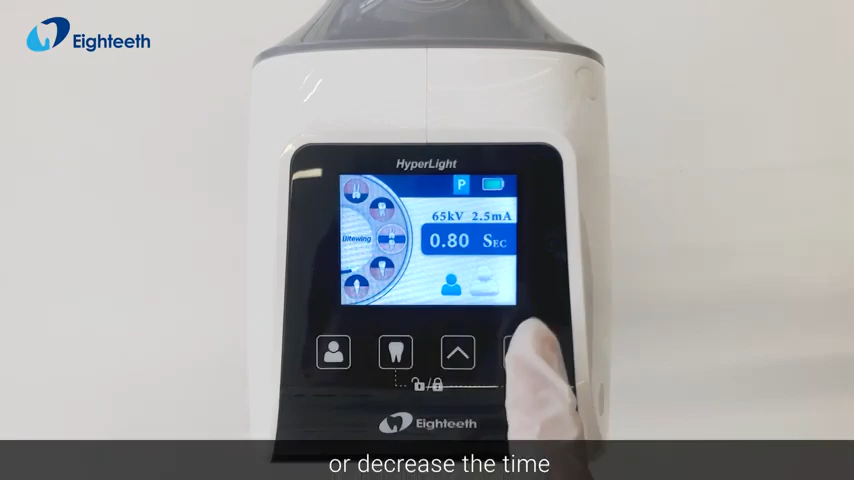 Eighteeth
HyperLight
P
65kV 2.5mA
Bitewing
0.80 SEC
Eighteeth
or decrease the time